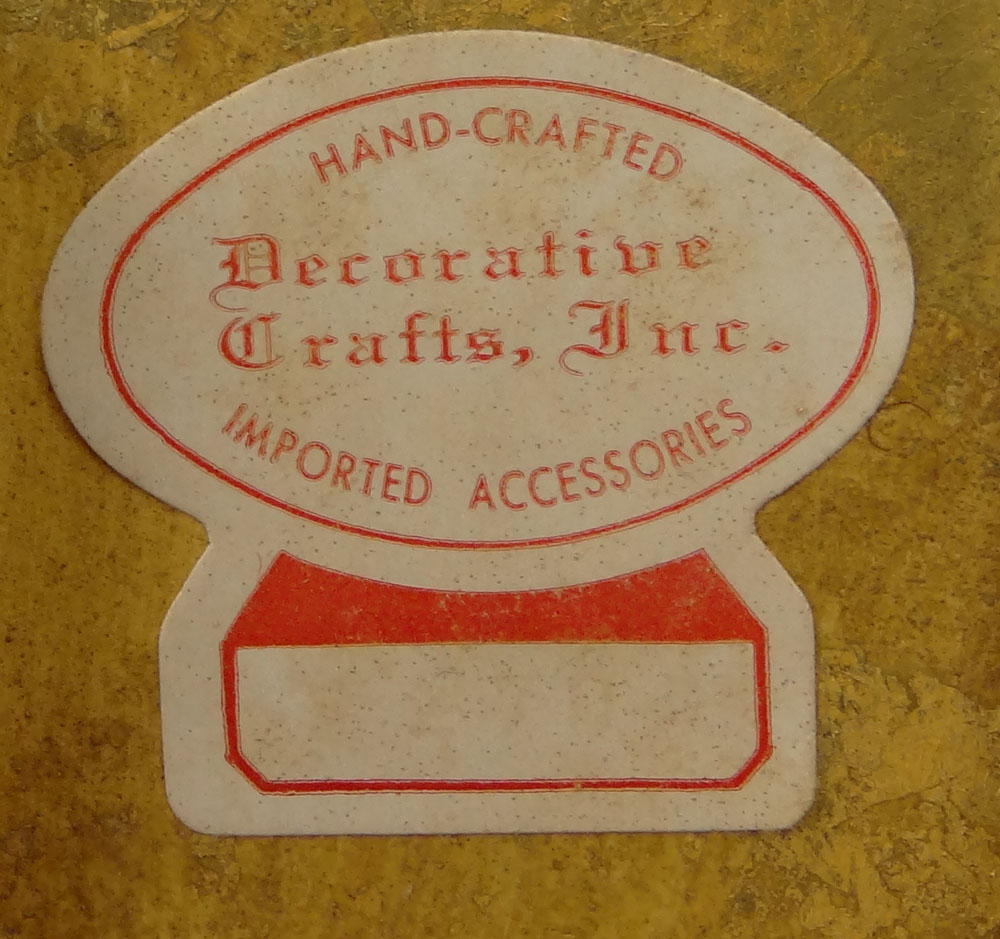 HAND-CRAFTED
Decorative
Crafts, Inc.
IMPORTED ACCESSORIES